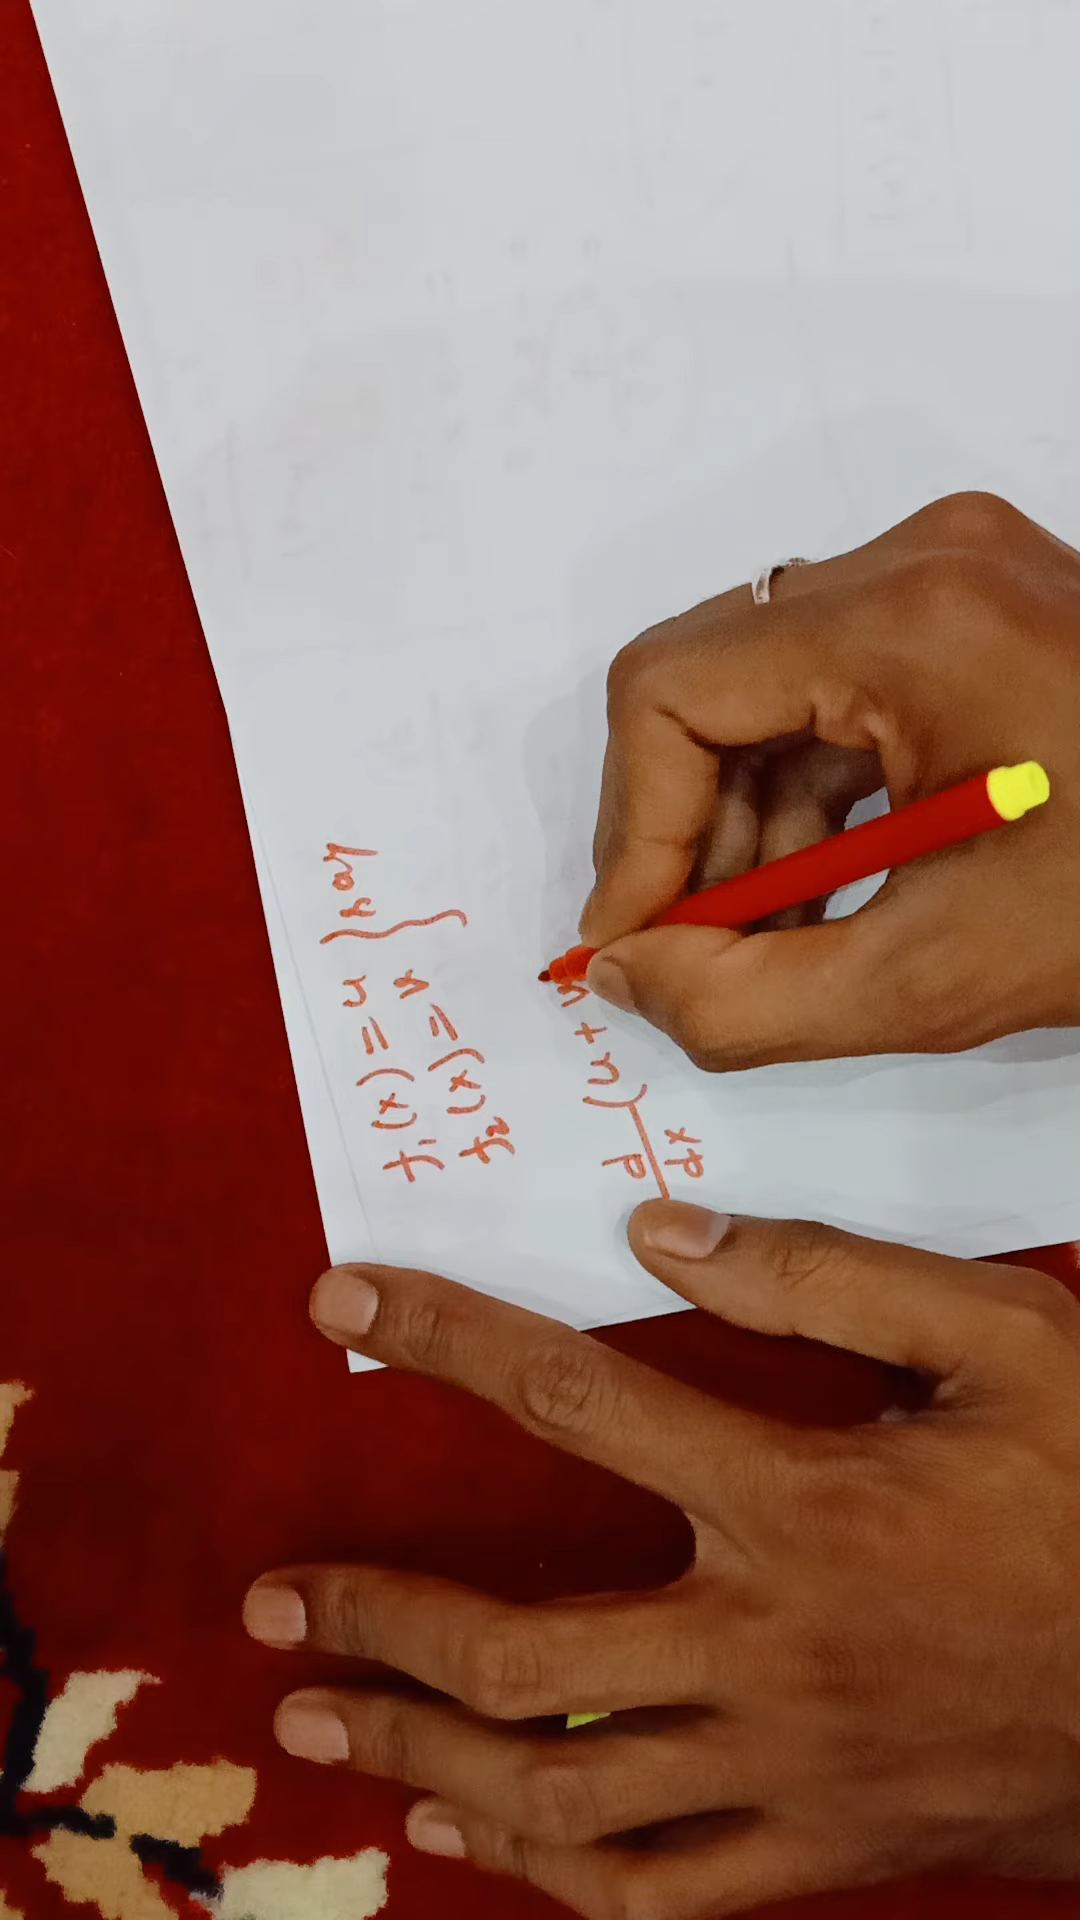 f₁(x) = u } say
f₂(x) = v
d/dx (u + v